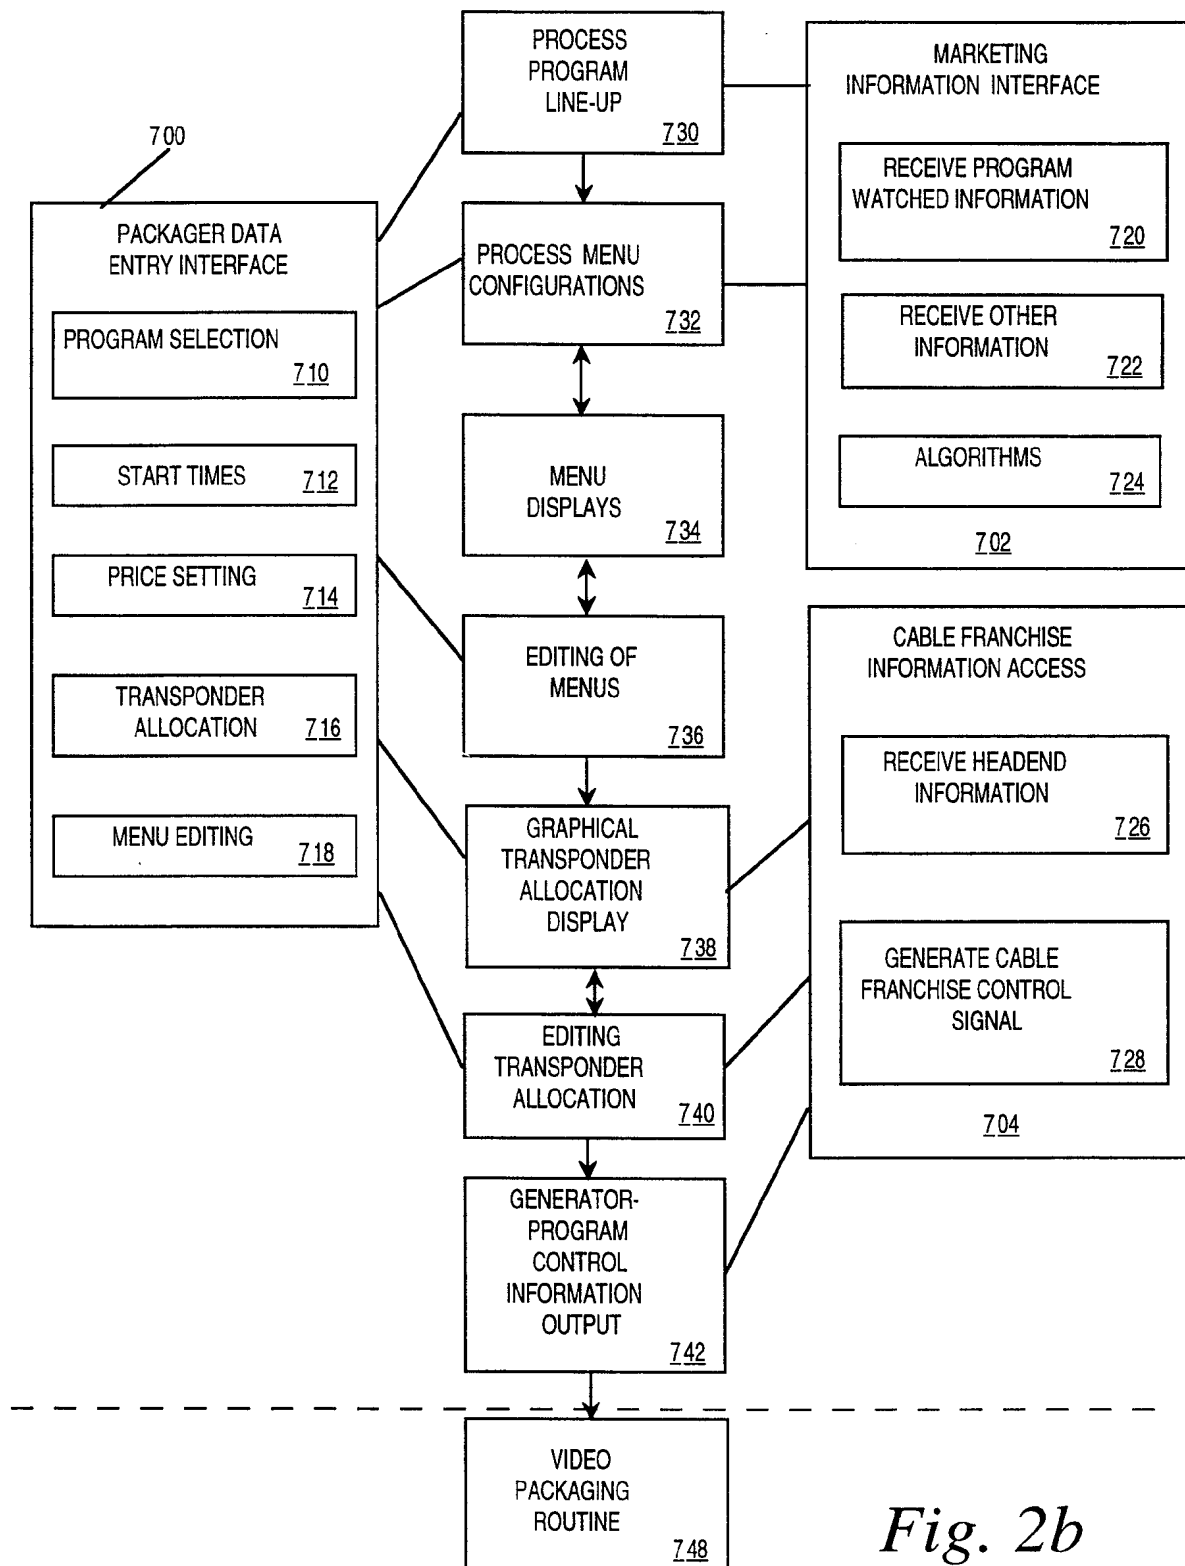 PROCESS
PROGRAM
LINE-UP
730
MARKETING
INFORMATION INTERFACE
RECEIVE PROGRAM
WATCHED INFORMATION
720
RECEIVE OTHER
INFORMATION
722
ALGORITHMS
724
702
700
PACKAGER DATA
ENTRY INTERFACE
PROGRAM SELECTION
710
START TIMES 712
PRICE SETTING
714
TRANSPONDER
ALLOCATION 716
MENU EDITING 718
PROCESS MENU
CONFIGURATIONS
732
MENU
DISPLAYS
734
EDITING OF
MENUS
736
GRAPHICAL
TRANSPONDER
ALLOCATION
DISPLAY
738
EDITING
TRANSPONDER
ALLOCATION 740
GENERATOR-
PROGRAM
CONTROL
INFORMATION
OUTPUT
742
CABLE FRANCHISE
INFORMATION ACCESS
RECEIVE HEADEND
INFORMATION
726
GENERATE CABLE
FRANCHISE CONTROL
SIGNAL
728
704
VIDEO
PACKAGING
ROUTINE
748
Fig. 2b